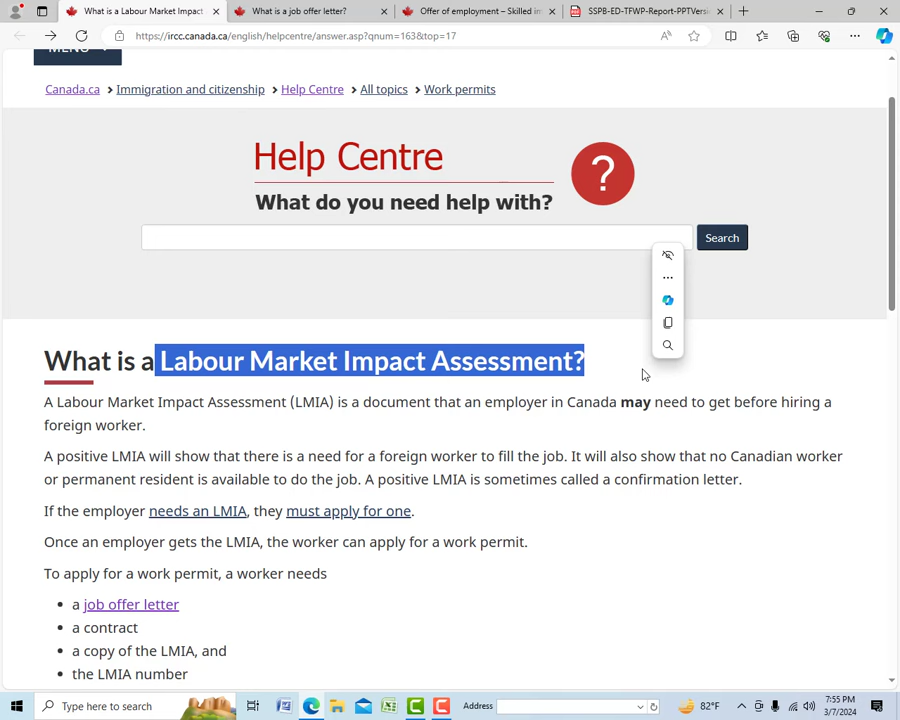 What is a Labour Market Impact
What is a job offer letter?
Offer of employment – Skilled im
SSPB-ED-TFWP-Report-PPTVersi
https://ircc.canada.ca/english/helpcentre/answer.asp?qnum=163&top=17
MENU
Canada.ca > Immigration and citizenship > Help Centre > All topics > Work permits
Help Centre
?
What do you need help with?
Search
What is a Labour Market Impact Assessment?
A Labour Market Impact Assessment (LMIA) is a document that an employer in Canada may need to get before hiring a
foreign worker.
A positive LMIA will show that there is a need for a foreign worker to fill the job. It will also show that no Canadian worker
or permanent resident is available to do the job. A positive LMIA is sometimes called a confirmation letter.
If the employer needs an LMIA, they must apply for one.
Once an employer gets the LMIA, the worker can apply for a work permit.
To apply for a work permit, a worker needs
• a job offer letter
• a contract
• a copy of the LMIA, and
• the LMIA number
Type here to search
Address
82°F
7:55 PM
3/7/2024